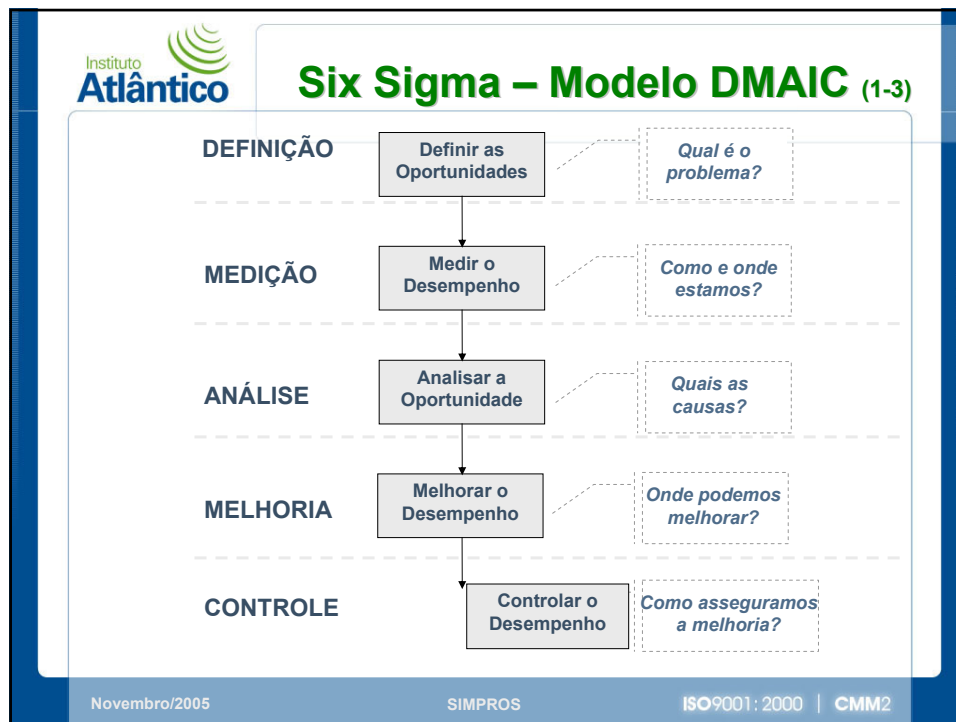 Instituto
Atlântico
Six Sigma – Modelo DMAIC (1-3)
DEFINIÇÃO
Definir as
Oportunidades
Qual é o
problema?
MEDIÇÃO
Medir o
Desempenho
Como e onde
estamos?
ANÁLISE
Analisar a
Oportunidade
Quais as
causas?
MELHORIA
Melhorar o
Desempenho
Onde podemos
melhorar?
CONTROLE
Controlar o
Desempenho
Como asseguramos
a melhoria?
Novembro/2005
SIMPROS
ISO9001:2000 | CMM2